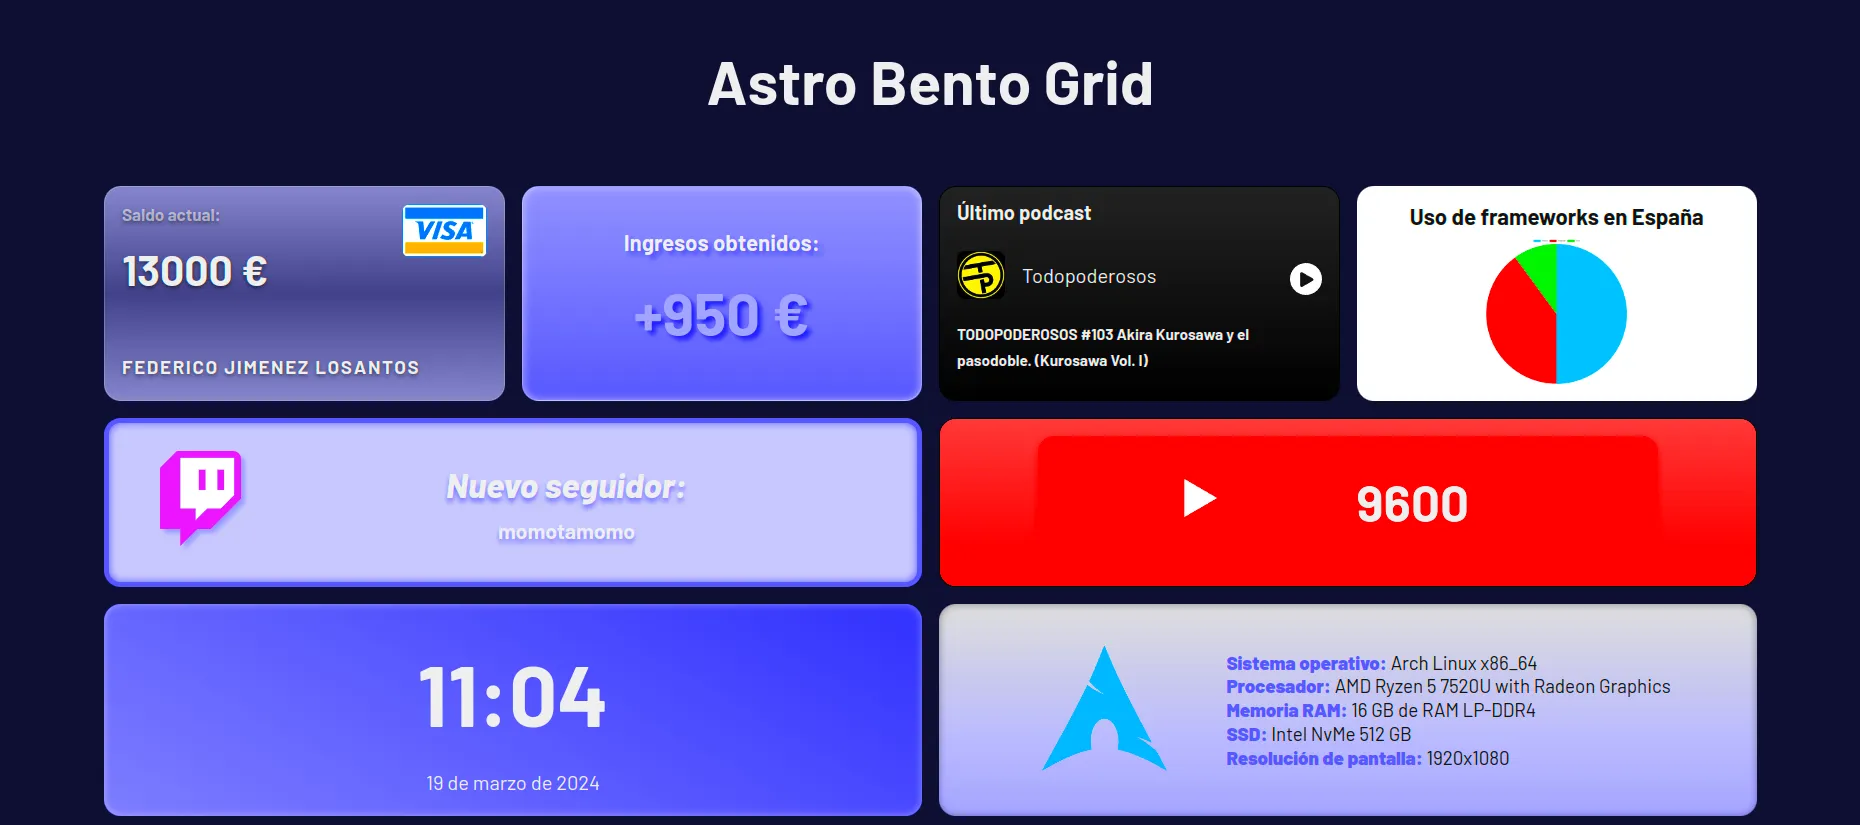 Astro Bento Grid
Saldo actual:
VISA
13000 €
FEDERICO JIMENEZ LOSANTOS
Ingresos obtenidos:
+950 €
Último podcast
TP
Todopoderosos
TODOPODEROSOS #103 Akira Kurosawa y el
pasodoble. (Kurosawa Vol. I)
Uso de frameworks en España
Nuevo seguidor:
momotamomo
9600
11:04
19 de marzo de 2024
Sistema operativo: Arch Linux x86_64
Procesador: AMD Ryzen 5 7520U with Radeon Graphics
Memoria RAM: 16 GB de RAM LP-DDR4
SSD: Intel NvMe 512 GB
Resolución de pantalla: 1920x1080